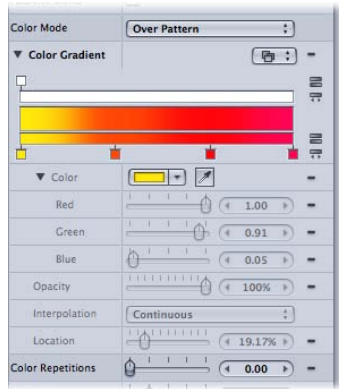 Color Mode Over Pattern
Color Gradient
Color
Red 1.00
Green 0.91
Blue 0.05
Opacity 100%
Interpolation Continuous
Location 19.17%
Color Repetitions 0.00